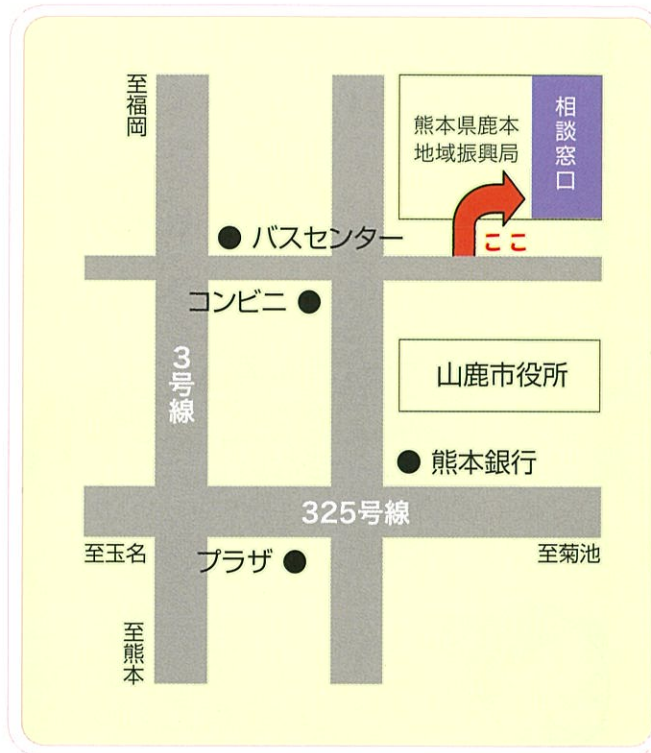 至福岡
熊本県鹿本
地域振興局
相談窓口
バスセンター
ここ
コンビニ
3号線
山鹿市役所
熊本銀行
325号線
至玉名
プラザ
至菊池
至熊本